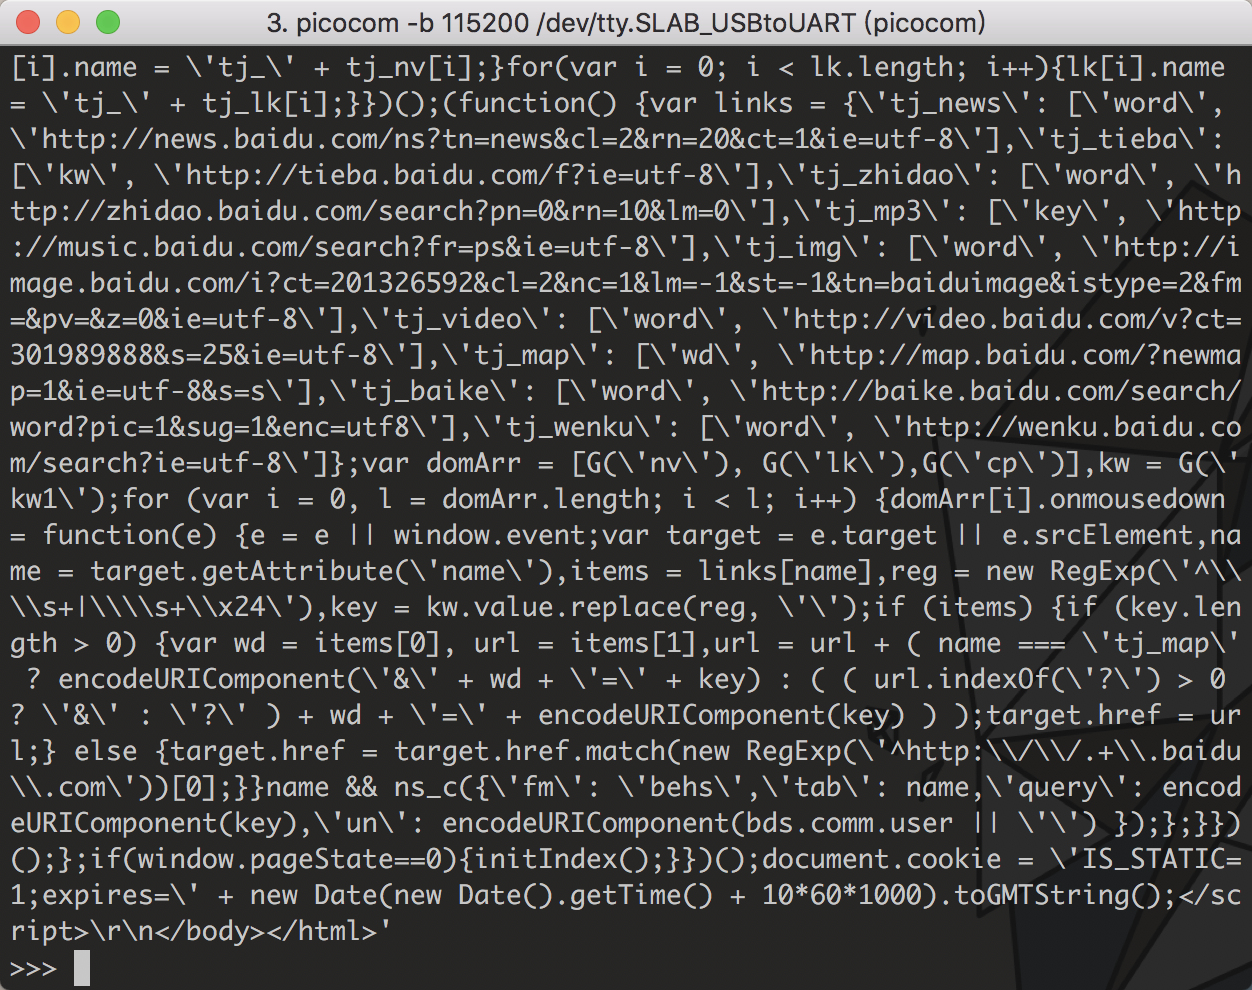 3. picocom -b 115200 /dev/tty.SLAB_USBtoUART (picocom)
[i].name = \'tj_\' + tj_nv[i];}for(var i = 0; i < lk.length; i++){lk[i].name
= \'tj_\' + tj_lk[i];}})();(function() {var links = {\'tj_news\': [\'word\',
\'http://news.baidu.com/ns?tn=news&cl=2&rn=20&ct=1&ie=utf-8\'],\'tj_tieba\':
[\'kw\', \'http://tieba.baidu.com/f?ie=utf-8\'],\'tj_zhidao\': [\'word\', \'h
ttp://zhidao.baidu.com/search?pn=0&rn=10&lm=0\'],\'tj_mp3\': [\'key\', \'http
://music.baidu.com/search?fr=ps&ie=utf-8\'],\'tj_img\': [\'word\', \'http://i
mage.baidu.com/i?ct=201326592&cl=2&nc=1&lm=-1&st=-1&tn=baiduimage&istype=2&fm
=&pv=&z=0&ie=utf-8\'],\'tj_video\': [\'word\', \'http://video.baidu.com/v?ct=
301989888&s=25&ie=utf-8\'],\'tj_map\': [\'wd\', \'http://map.baidu.com/?newma
p=1&ie=utf-8&s=s\'],\'tj_baike\': [\'word\', \'http://baike.baidu.com/search/
word?pic=1&sug=1&enc=utf8\'],\'tj_wenku\': [\'word\', \'http://wenku.baidu.co
m/search?ie=utf-8\']};var domArr = [G(\'nv\'), G(\'lk\'),G(\'cp\')],kw = G(\'
kw1\');for (var i = 0, l = domArr.length; i < l; i++) {domArr[i].onmousedown
= function(e) {e = e || window.event;var target = e.target || e.srcElement,na
me = target.getAttribute(\'name\'),items = links[name],reg = new RegExp(\'^\\
\\s+|\\\\s+\\x24\'),key = kw.value.replace(reg, \'\');if (items) {if (key.len
gth > 0) {var wd = items[0], url = items[1],url = url + ( name === \'tj_map\'
 ? encodeURIComponent(\'&\' + wd + \'=\' + key) : ( ( url.indexOf(\'?\') > 0
? \'&\' : \'?\' ) + wd + \'=\' + encodeURIComponent(key) ) );target.href = ur
l;} else {target.href = target.href.match(new RegExp(\'^http:\\/\\/.+\\.baidu
\\.com\'))[0];}}name && ns_c({\'fm\': \'behs\',\'tab\': name,\'query\': encod
eURIComponent(key),\'un\': encodeURIComponent(bds.comm.user || \'\') });};}})
();};if(window.pageState==0){initIndex();}})();document.cookie = \'IS_STATIC=
1;expires=\' + new Date(new Date().getTime() + 10*60*1000).toGMTString();</sc
ript>\r\n</body></html>'
>>>